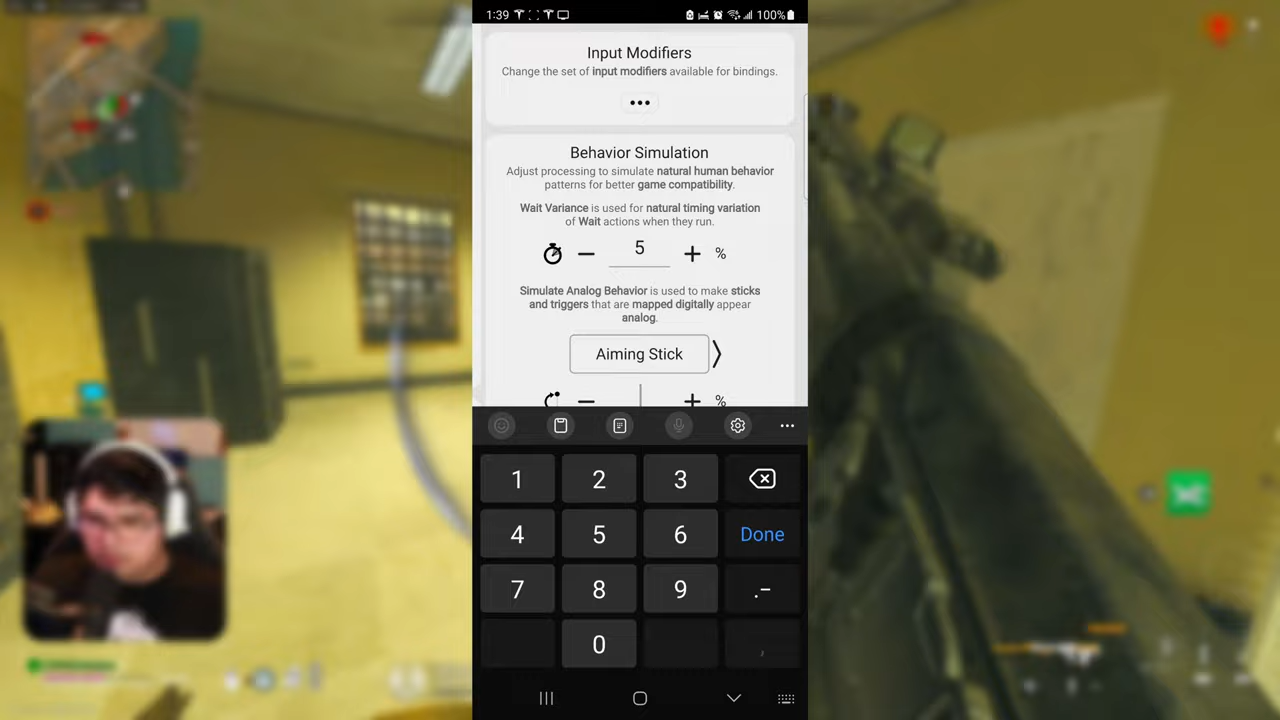 1:39
100%
Input Modifiers
Change the set of input modifiers available for bindings.
•••
Behavior Simulation
Adjust processing to simulate natural human behavior
patterns for better game compatibility.
Wait Variance is used for natural timing variation
of Wait actions when they run.
− 5 + %
Simulate Analog Behavior is used to make sticks
and triggers that are mapped digitally appear
analog.
Aiming Stick
− + %
1 2 3
4 5 6 Done
7 8 9 .−
0 ,